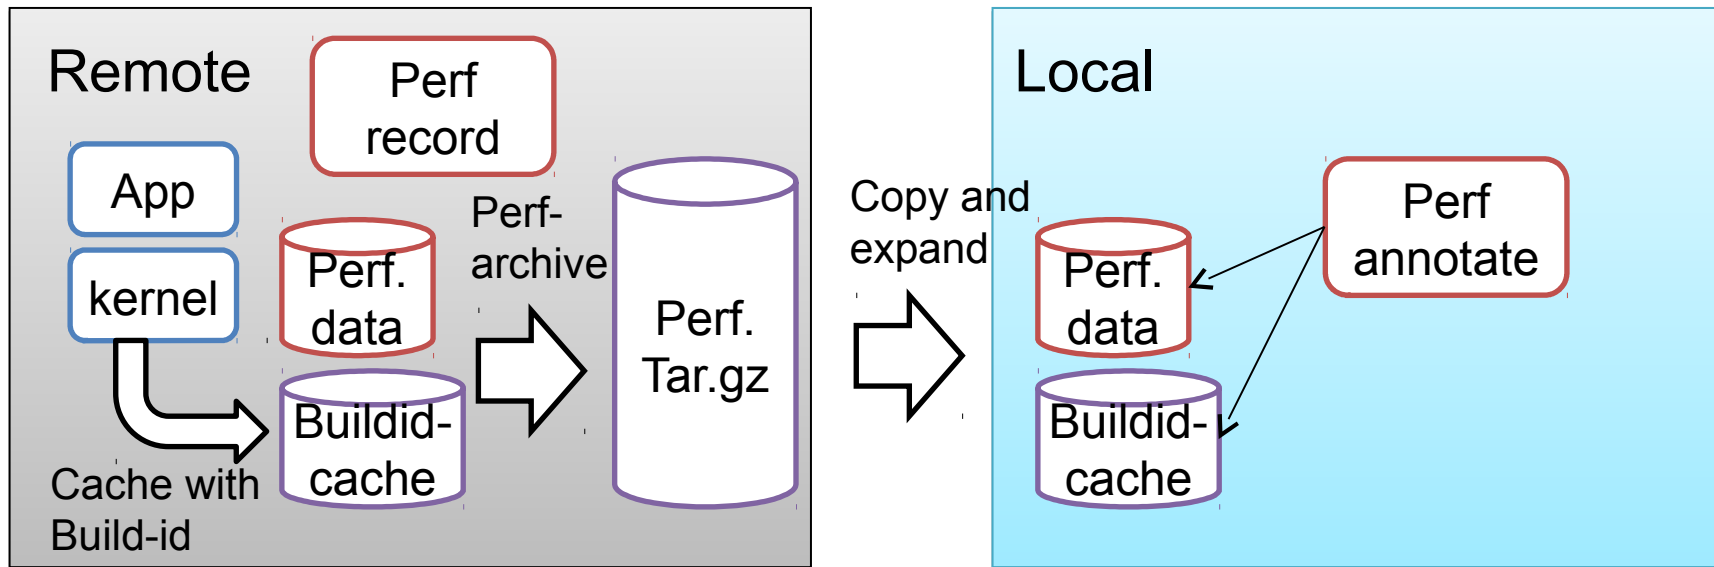 Remote
Perf
record
App
kernel
Perf.
data
Buildid-
cache
Cache with
Build-id
Perf-
archive
Perf.
Tar.gz
Copy and
expand
Local
Perf.
data
Buildid-
cache
Perf
annotate